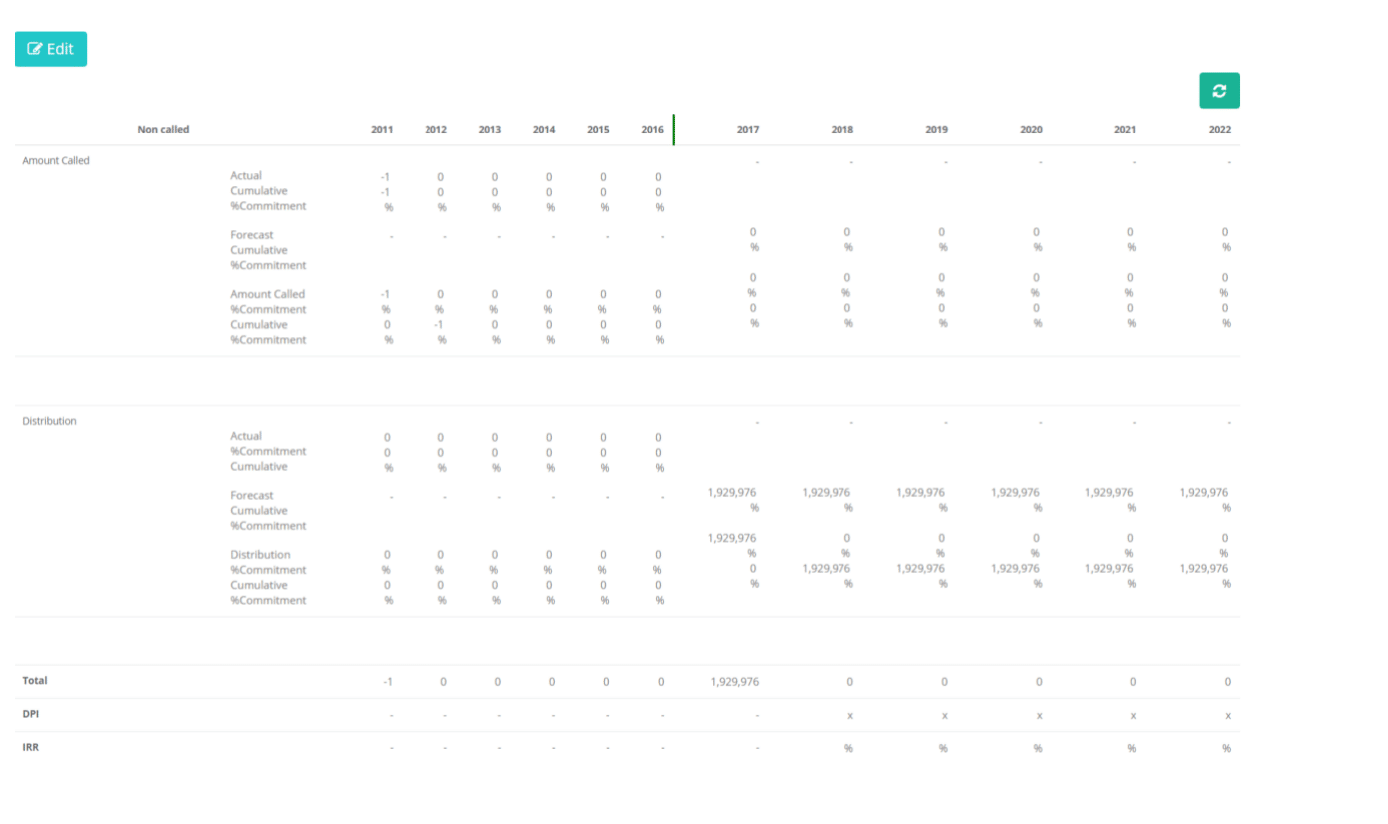 Edit
Non called 2011 2012 2013 2014 2015 2016 2017 2018 2019 2020 2021 2022
Amount Called - - - - - -
Actual -1 0 0 0 0 0
Cumulative -1 0 0 0 0 0
%Commitment % % % % % %
Forecast - - - - - - 0 0 0 0 0 0
Cumulative % % % % % %
%Commitment
0 0 0 0 0 0
Amount Called -1 0 0 0 0 0 % % % % % %
%Commitment % % % % % % 0 0 0 0 0 0
Cumulative 0 -1 0 0 0 0 % % % % % %
%Commitment % % % % % %
Distribution - - - - - -
Actual 0 0 0 0 0 0
%Commitment 0 0 0 0 0 0
Cumulative % % % % % %
Forecast - - - - - - 1,929,976 1,929,976 1,929,976 1,929,976 1,929,976 1,929,976
Cumulative % % % % % %
%Commitment
1,929,976 0 0 0 0 0
Distribution 0 0 0 0 0 0 % % % % % %
%Commitment % % % % % % 0 1,929,976 1,929,976 1,929,976 1,929,976 1,929,976
Cumulative 0 0 0 0 0 0 % % % % % %
%Commitment % % % % % %
Total -1 0 0 0 0 0 1,929,976 0 0 0 0 0
DPI - - - - - - - x x x x x
IRR - - - - - - - % % % % %